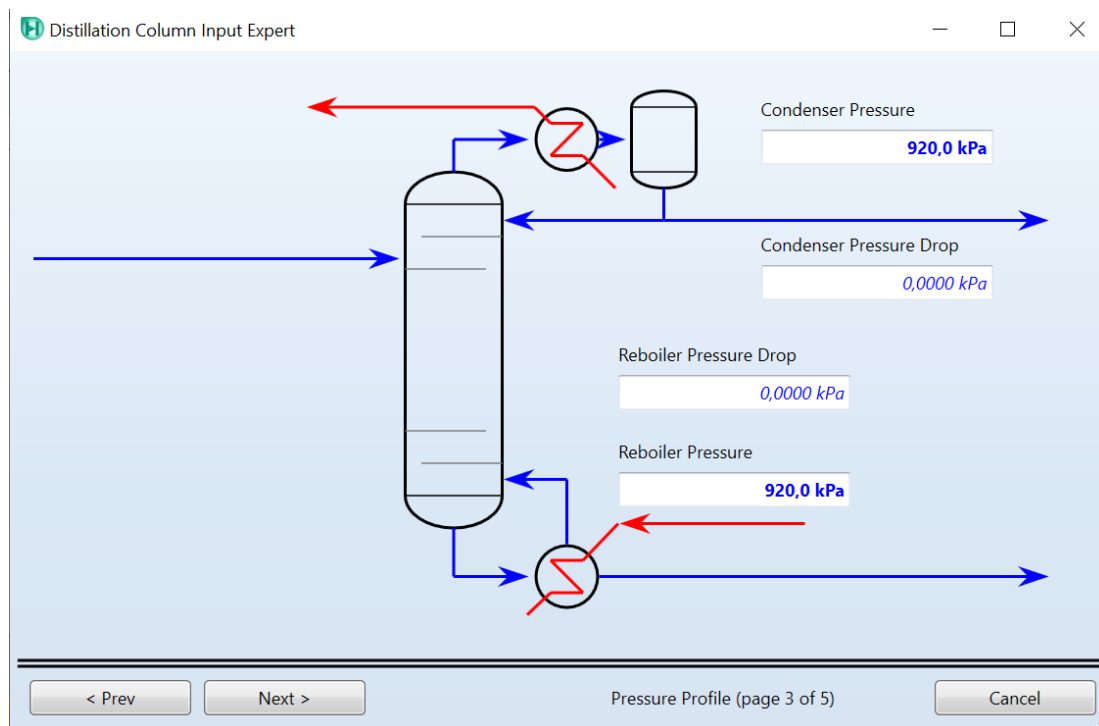 Distillation Column Input Expert
Condenser Pressure
920,0 kPa
Condenser Pressure Drop
0,0000 kPa
Reboiler Pressure Drop
0,0000 kPa
Reboiler Pressure
920,0 kPa
< Prev
Next >
Pressure Profile (page 3 of 5)
Cancel